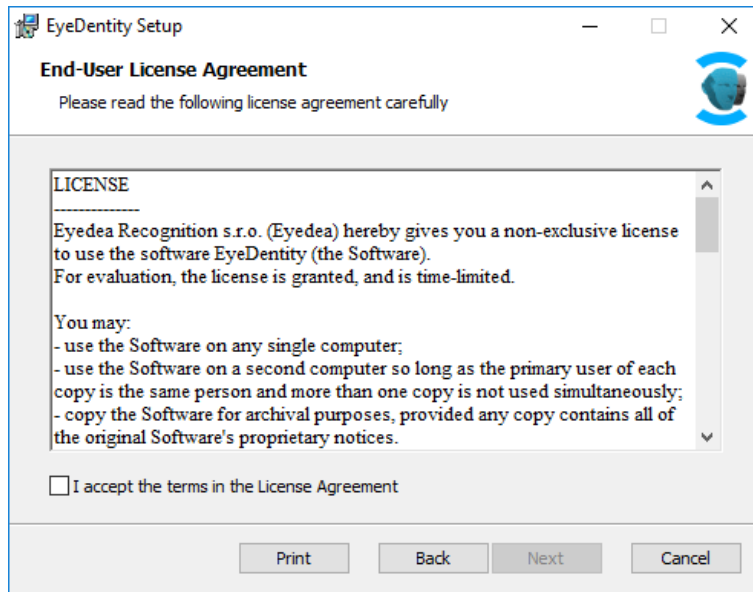 EyeDentity Setup
End-User License Agreement
Please read the following license agreement carefully
LICENSE
--------------
Eyedea Recognition s.r.o. (Eyedea) hereby gives you a non-exclusive license
to use the software EyeDentity (the Software).
For evaluation, the license is granted, and is time-limited.
You may:
- use the Software on any single computer;
- use the Software on a second computer so long as the primary user of each
copy is the same person and more than one copy is not used simultaneously;
- copy the Software for archival purposes, provided any copy contains all of
the original Software's proprietary notices.
I accept the terms in the License Agreement
Print Back Next Cancel